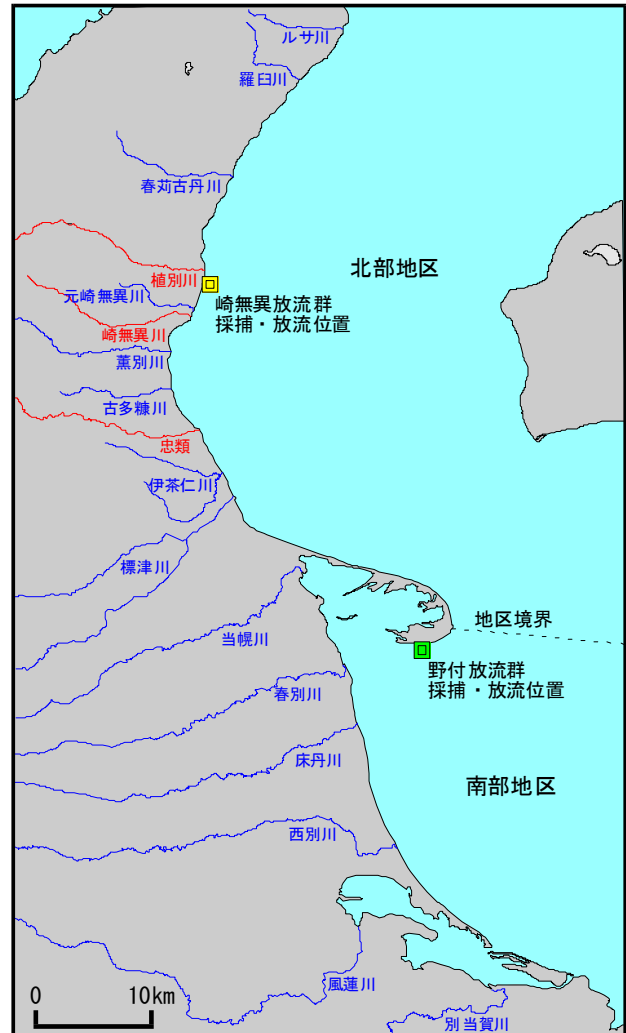 ルサ川
羅臼川
春苅古丹川
北部地区
植別川
元崎無異川
崎無異放流群
採捕・放流位置
崎無異川
薫別川
古多糠川
忠類
伊茶仁川
標津川
地区境界
当幌川
野付放流群
採捕・放流位置
春別川
床丹川
南部地区
西別川
風蓮川
0 10km
別当賀川